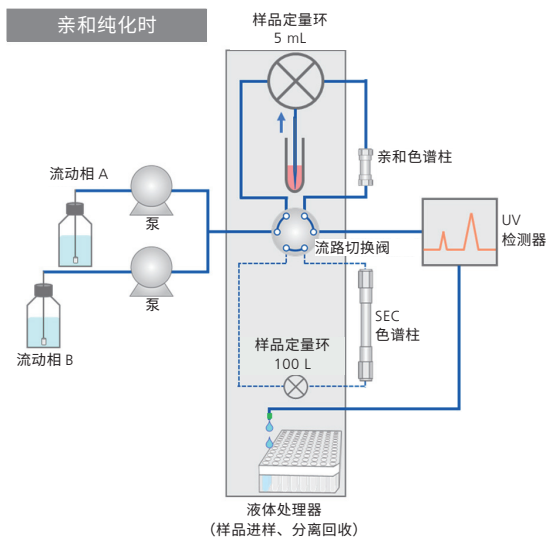 亲和纯化时
样品定量环
5 mL
亲和色谱柱
流动相 A
泵
UV
检测器
流路切换阀
泵
流动相 B
SEC
色谱柱
样品定量环
100 L
液体处理器
（样品进样、分离回收）